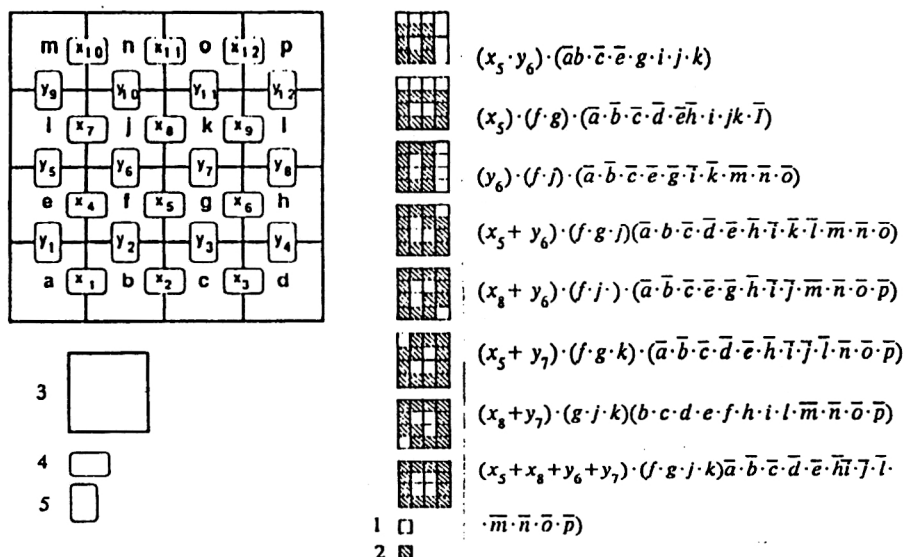 m x10 n x11 o x12 p
y9 y10 y11 y12
i x7 j x8 k x9 l
y5 y6 y7 y8
e x4 f x5 g x6 h
y1 y2 y3 y4
a x1 b x2 c x3 d
3
4
5
(x₅·y₆)·(a̅b·c̅·e̅·g·i·j·k)
(x₅)·(f·g)·(a̅·b̅·c̅·d̅·e̅h̅·i·jk·l̅)
(y₆)·(f·j)·(a̅·b̅·c̅·e̅·g̅·i̅·k̅·m̅·n̅·o̅)
(x₅+ y₆)·(f·g·j)(a̅·b·c̅·d̅·e̅·h̅·i̅·k̅·l̅·m̅·n̅·o̅)
(x₈+ y₆)·(f·j·)·(a̅·b̅·c̅·e̅·g̅·h̅·i̅·j̅·m̅·n̅·o̅·p̅)
(x₅+ y₇)·(f·g·k)·(a̅·b̅·c̅·d̅·e̅·h̅·i̅·j̅·l̅·n̅·o̅·p̅)
(x₈+y₇)·(g·j·k)(b·c·d·e·f·h·i·l·m̅·n̅·o̅·p̅)
(x₅+x₈+y₆+y₇)·(f·g·j·k)a̅·b̅·c̅·d̅·e̅·h̅i̅·j̅·l̅·
·m̅·n̅·o̅·p̅)
1
2